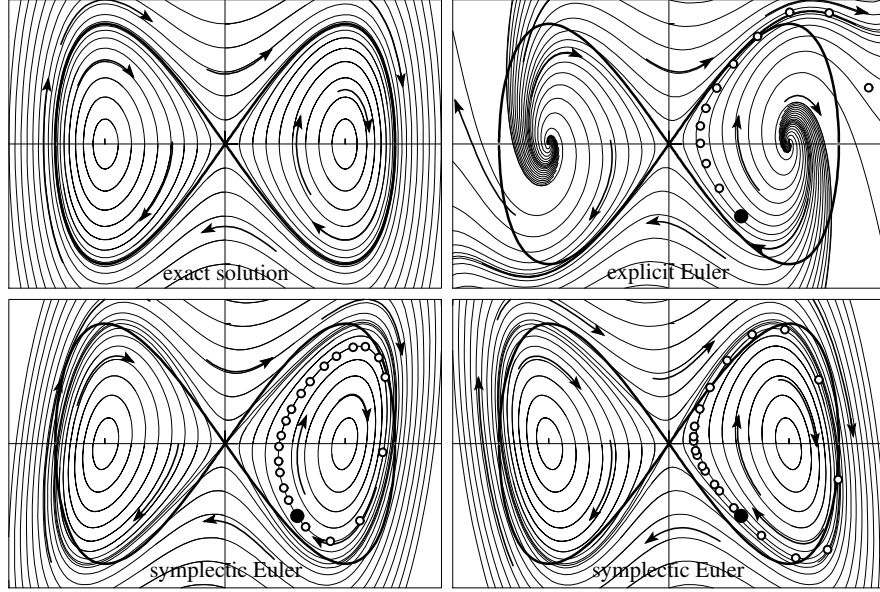 exact solution
explicit Euler
symplectic Euler
symplectic Euler